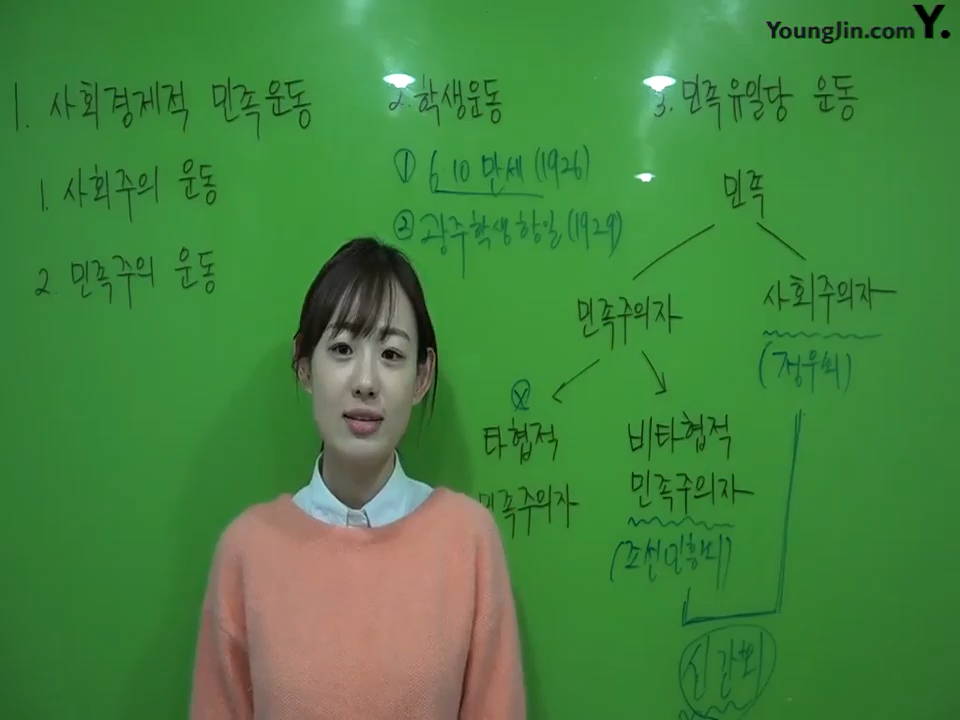 YoungJin.com Y.
1. 사회경제적 민족운동
1. 사회주의 운동
2. 민족주의 운동
2. 학생운동
① 6.10 만세 (1926)
② 광주학생항일 (1929)
3. 민족유일당 운동
민족
민족주의자
사회주의자
(정우회)
ⓧ
타협적
민족주의자
비타협적
민족주의자
(조선민흥회)
신간회